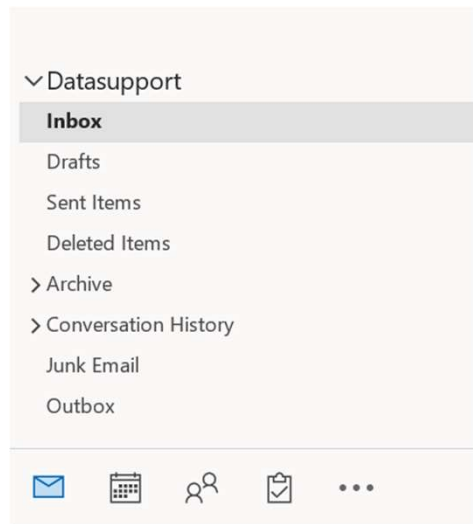 Datasupport
Inbox
Drafts
Sent Items
Deleted Items
Archive
Conversation History
Junk Email
Outbox